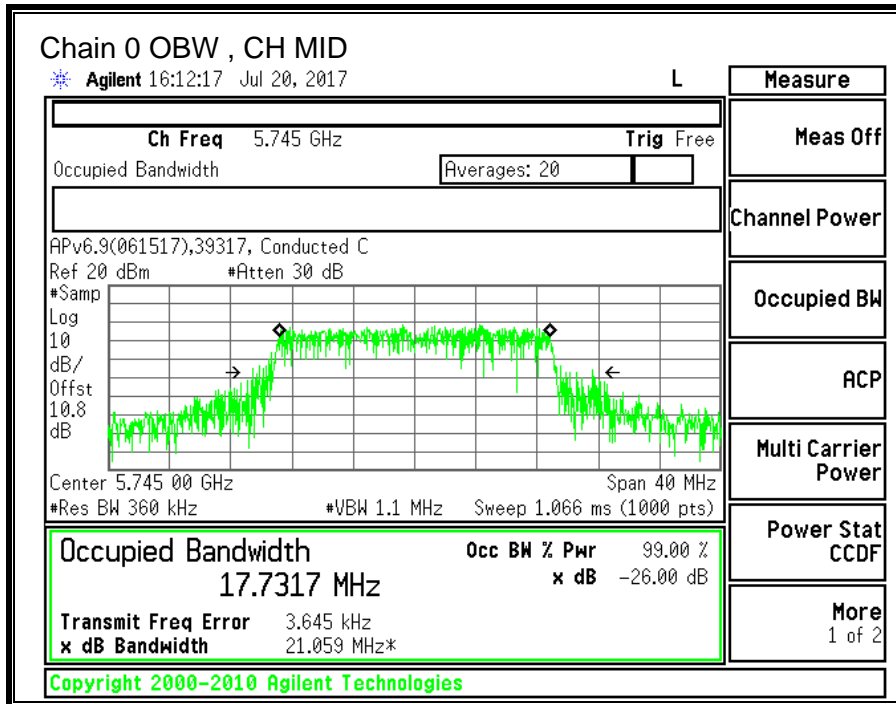 Chain 0 OBW , CH MID
Agilent 16:12:17 Jul 20, 2017 L
Measure
Ch Freq 5.745 GHz Trig Free
Meas Off
Occupied Bandwidth Averages: 20
Channel Power
APv6.9(061517),39317, Conducted C
Ref 20 dBm #Atten 30 dB
#Samp
Log
10
dB/
Offst
10.8
dB
Occupied BW
ACP
Center 5.745 00 GHz Span 40 MHz
#Res BW 360 kHz #VBW 1.1 MHz Sweep 1.066 ms (1000 pts)
Multi Carrier
Power
Occupied Bandwidth Occ BW % Pwr 99.00 %
17.7317 MHz x dB -26.00 dB
Power Stat
CCDF
Transmit Freq Error 3.645 kHz
x dB Bandwidth 21.059 MHz*
More
1 of 2
Copyright 2000-2010 Agilent Technologies